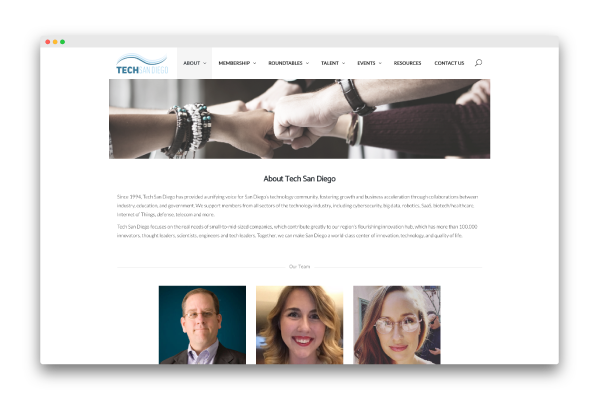 TECHSANDIEGO
ABOUT MEMBERSHIP ROUNDTABLES TALENT EVENTS RESOURCES CONTACT US
About Tech San Diego
Since 1994, Tech San Diego has provided a unifying voice for San Diego's technology community, fostering growth and business acceleration through collaborations between
industry, education, and government. We support members from all sectors of the technology industry, including cybersecurity, big data, robotics, SaaS, biotech/healthcare,
Internet of Things, defense, telecom and more.
Tech San Diego focuses on the real needs of small to mid-sized companies, which contribute greatly to our region's flourishing innovation hub, which has more than 100,000
innovators, thought leaders, scientists, engineers and tech leaders. Together, we can make San Diego a world-class center of innovation, technology, and quality of life.
Our Team